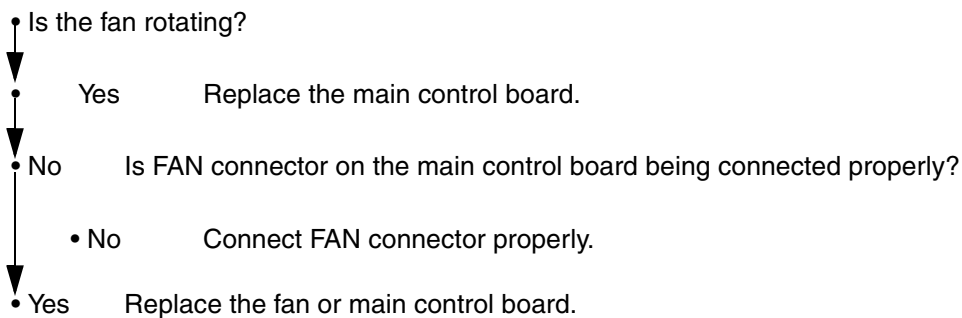 • Is the fan rotating?
• Yes Replace the main control board.
• No Is FAN connector on the main control board being connected properly?
• No Connect FAN connector properly.
• Yes Replace the fan or main control board.